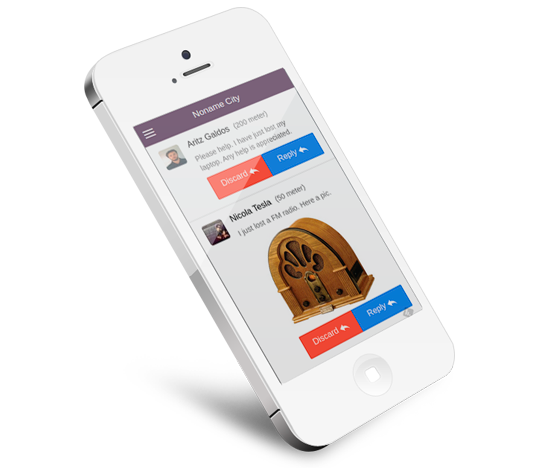 Noname City
Aritz Galdos (200 meter)
Please help. I have just lost my
laptop. Any help is appreciated.
Discard Reply
Nicola Tesla (50 meter)
I just lost a FM radio. Here a pic.
Discard Reply